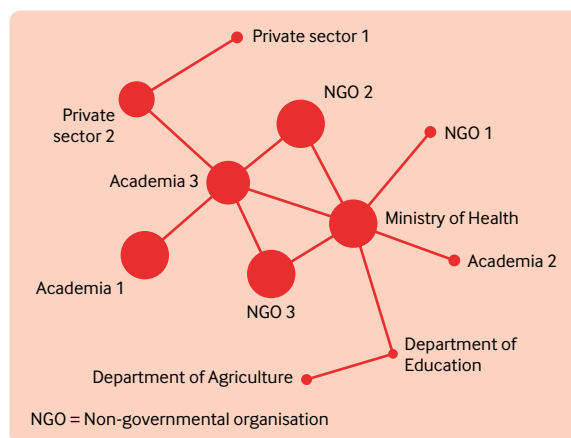 Private sector 1
NGO 2
Private
sector 2
NGO 1
Academia 3
Ministry of Health
Academia 2
Academia 1
NGO 3
Department of
Education
Department of Agriculture
NGO = Non-governmental organisation